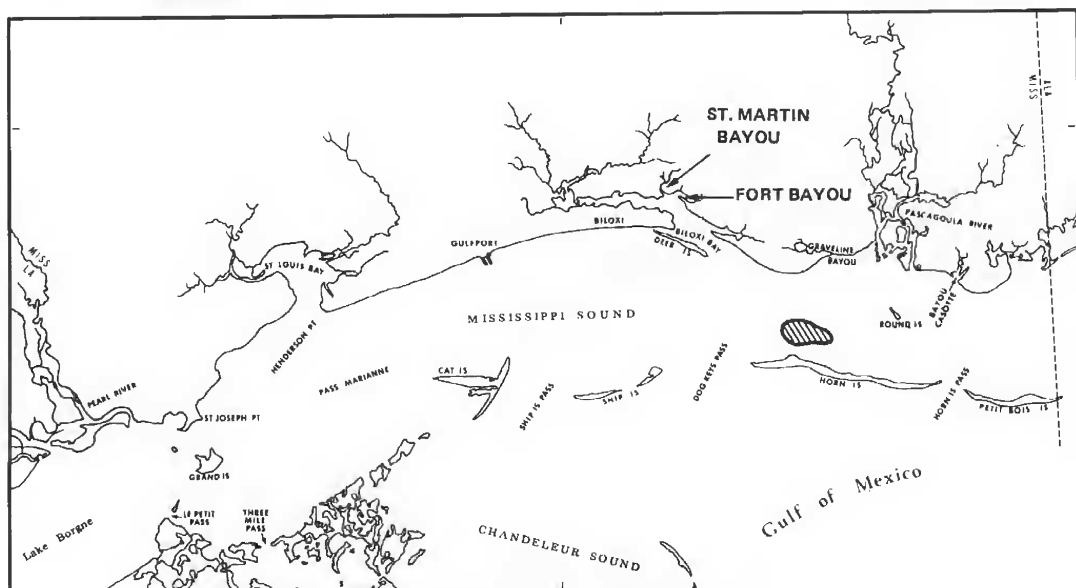 ALA
MISS
ST. MARTIN
BAYOU
FORT BAYOU
PASCAGOULA RIVER
BILOXI
BILOXI BAY
DEER IS
GULFPORT
GRAVELINE
BAYOU
MISS
LA
ST LOUIS BAY
BAYOU
CASOTTE
ROUND IS
HENDERSON PT
MISSISSIPPI SOUND
PASS MARIANNE
CAT IS
SHIP IS PASS
SHIP IS
DOG KEYS PASS
HORN IS
HORN IS PASS
PETIT BOIS IS
PEARL RIVER
ST JOSEPH PT
GRAND IS
Gulf of Mexico
LE PETIT
PASS
THREE
MILE
PASS
Lake Borgne
CHANDELEUR SOUND